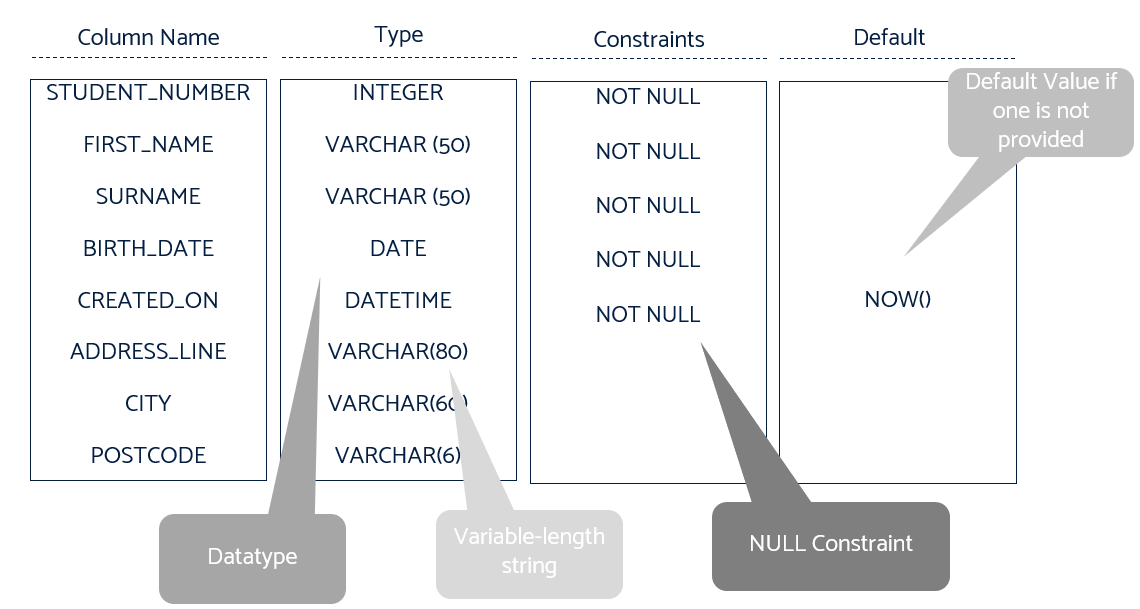 Column Name
Type
Constraints
Default
STUDENT_NUMBER
INTEGER
NOT NULL
FIRST_NAME
VARCHAR (50)
NOT NULL
SURNAME
VARCHAR (50)
NOT NULL
BIRTH_DATE
DATE
NOT NULL
CREATED_ON
DATETIME
NOT NULL
NOW()
ADDRESS_LINE
VARCHAR(80)
CITY
VARCHAR(60)
POSTCODE
VARCHAR(6)
Default Value if
one is not
provided
Datatype
Variable-length
string
NULL Constraint